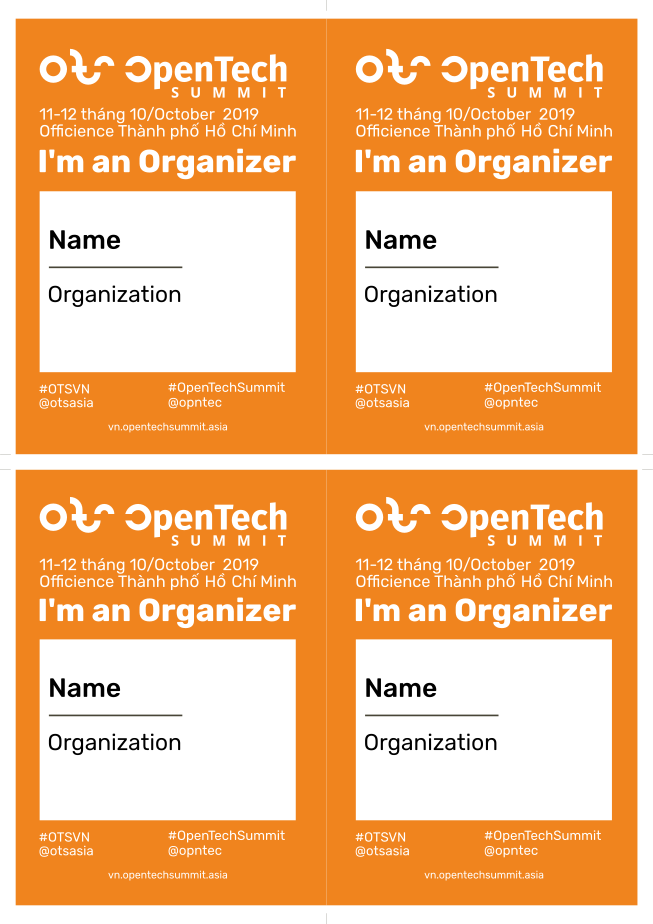 ots OpenTech
SUMMIT
11-12 tháng 10/October 2019
Officience Thành phố Hồ Chí Minh
I'm an Organizer
Name
Organization
#OTSVN #OpenTechSummit
@otsasia @opntec
vn.opentechsummit.asia
ots OpenTech
SUMMIT
11-12 tháng 10/October 2019
Officience Thành phố Hồ Chí Minh
I'm an Organizer
Name
Organization
#OTSVN #OpenTechSummit
@otsasia @opntec
vn.opentechsummit.asia
ots OpenTech
SUMMIT
11-12 tháng 10/October 2019
Officience Thành phố Hồ Chí Minh
I'm an Organizer
Name
Organization
#OTSVN #OpenTechSummit
@otsasia @opntec
vn.opentechsummit.asia
ots OpenTech
SUMMIT
11-12 tháng 10/October 2019
Officience Thành phố Hồ Chí Minh
I'm an Organizer
Name
Organization
#OTSVN #OpenTechSummit
@otsasia @opntec
vn.opentechsummit.asia